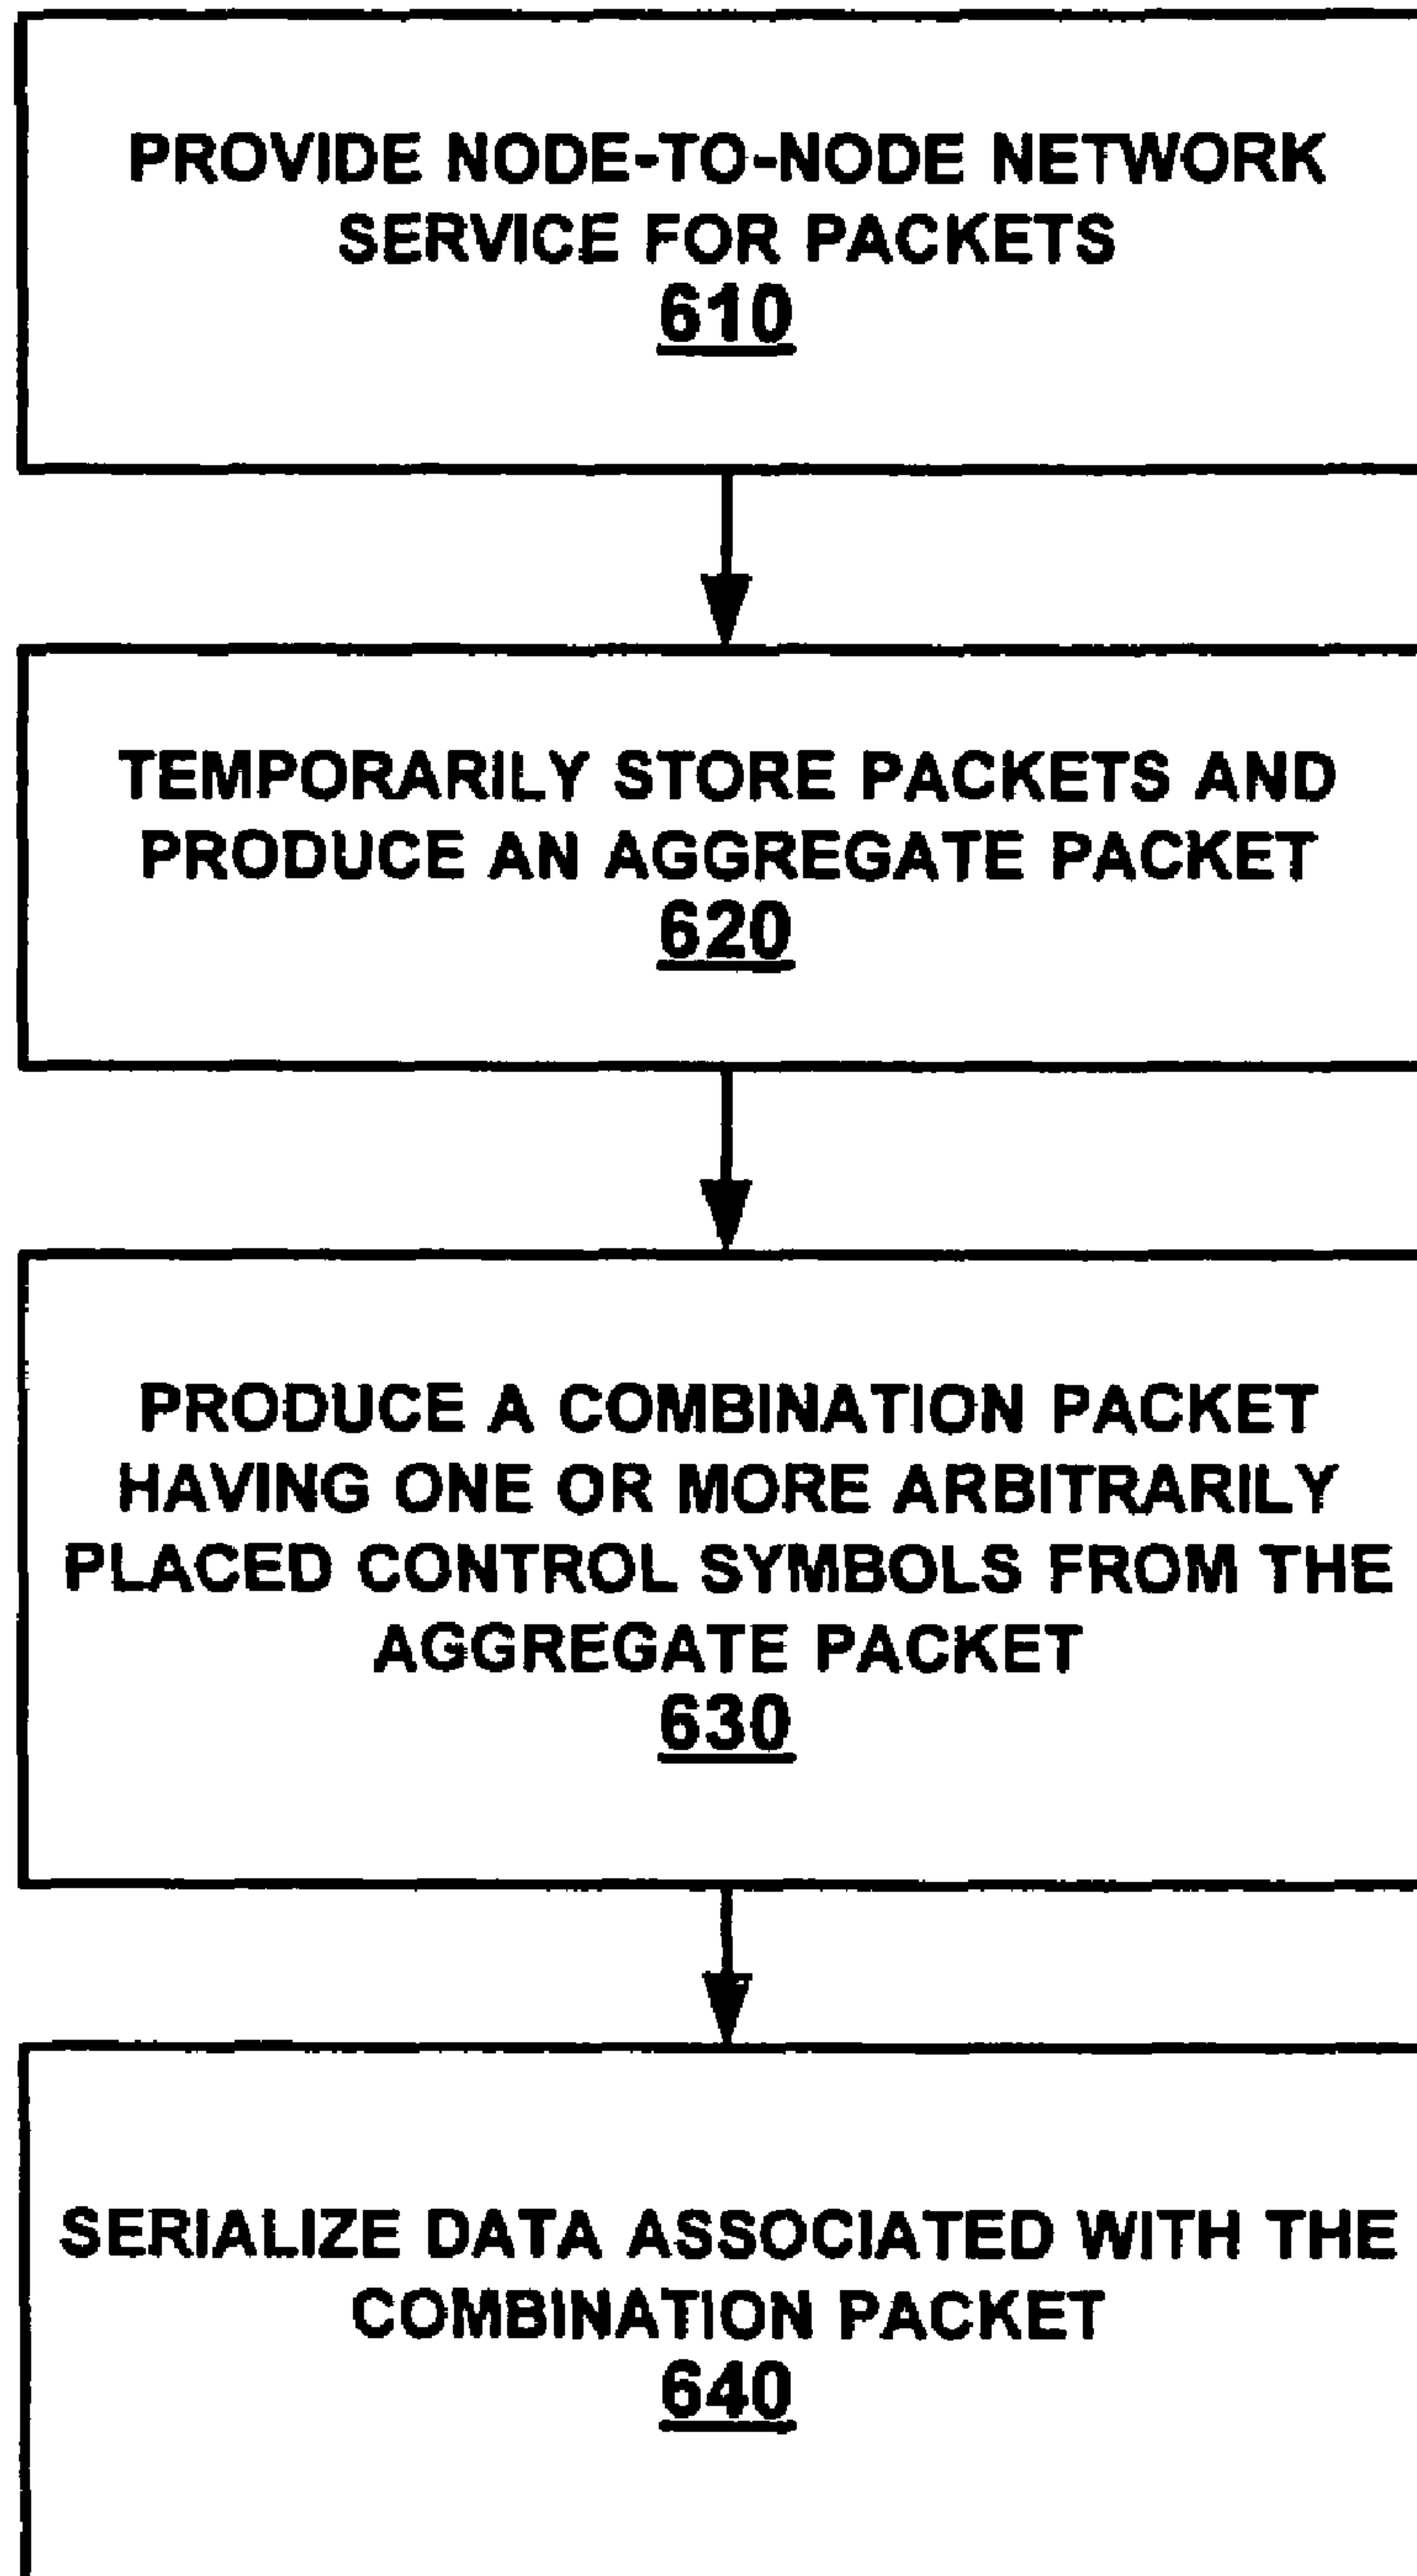 PROVIDE NODE-TO-NODE NETWORK
SERVICE FOR PACKETS
610
TEMPORARILY STORE PACKETS AND
PRODUCE AN AGGREGATE PACKET
620
PRODUCE A COMBINATION PACKET
HAVING ONE OR MORE ARBITRARILY
PLACED CONTROL SYMBOLS FROM THE
AGGREGATE PACKET
630
SERIALIZE DATA ASSOCIATED WITH THE
COMBINATION PACKET
640